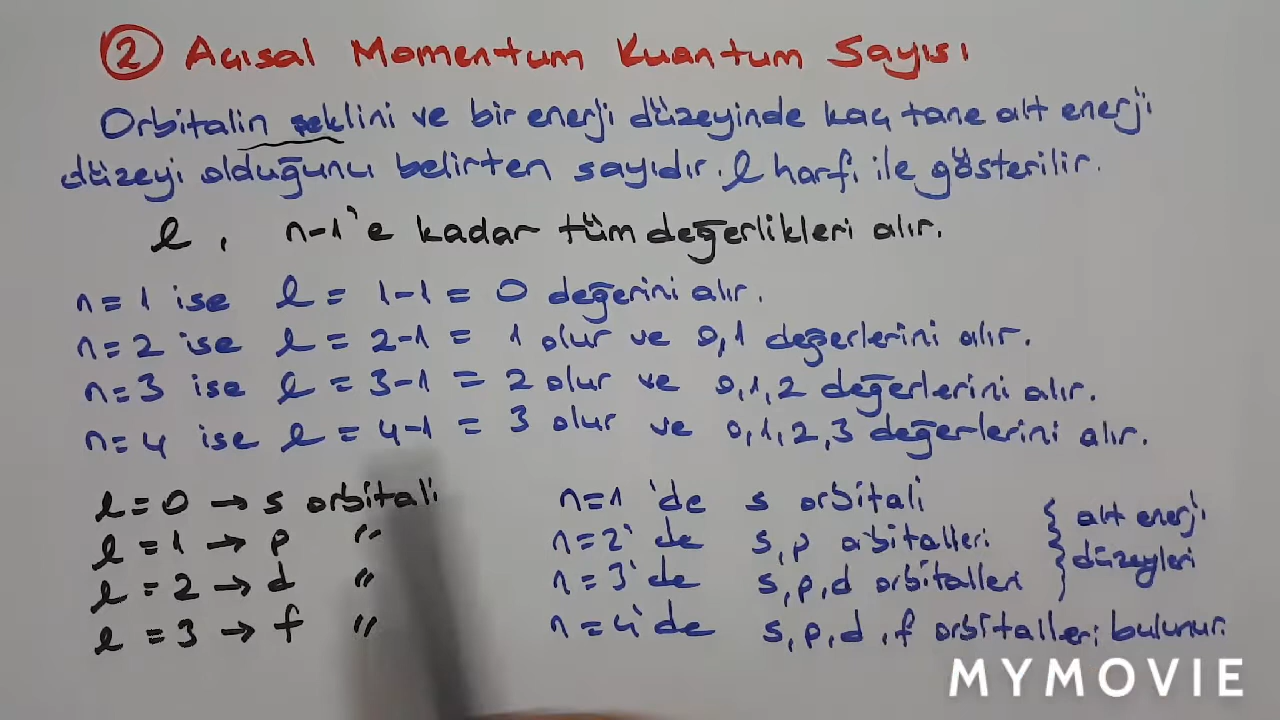 2 Açısal Momentum Kuantum Sayısı
Orbitalin şeklini ve bir enerji düzeyinde kaç tane alt enerji
düzeyi olduğunu belirten sayıdır. l harfi ile gösterilir.
l, n-1'e kadar tüm değerlikleri alır.
n=1 ise l = 1-1 = 0 değerini alır.
n=2 ise l = 2-1 = 1 olur ve 0,1 değerlerini alır.
n=3 ise l = 3-1 = 2 olur ve 0,1,2 değerlerini alır.
n=4 ise l = 4-1 = 3 olur ve 0,1,2,3 değerlerini alır.
l=0 → s orbitali
l=1 → p "
l=2 → d "
l=3 → f "
n=1'de s orbitali
n=2'de s,p orbitalleri
n=3'de s,p,d orbitalleri
n=4'de s,p,d,f orbitalleri bulunur.
alt enerji
düzeyleri
MYMOVIE